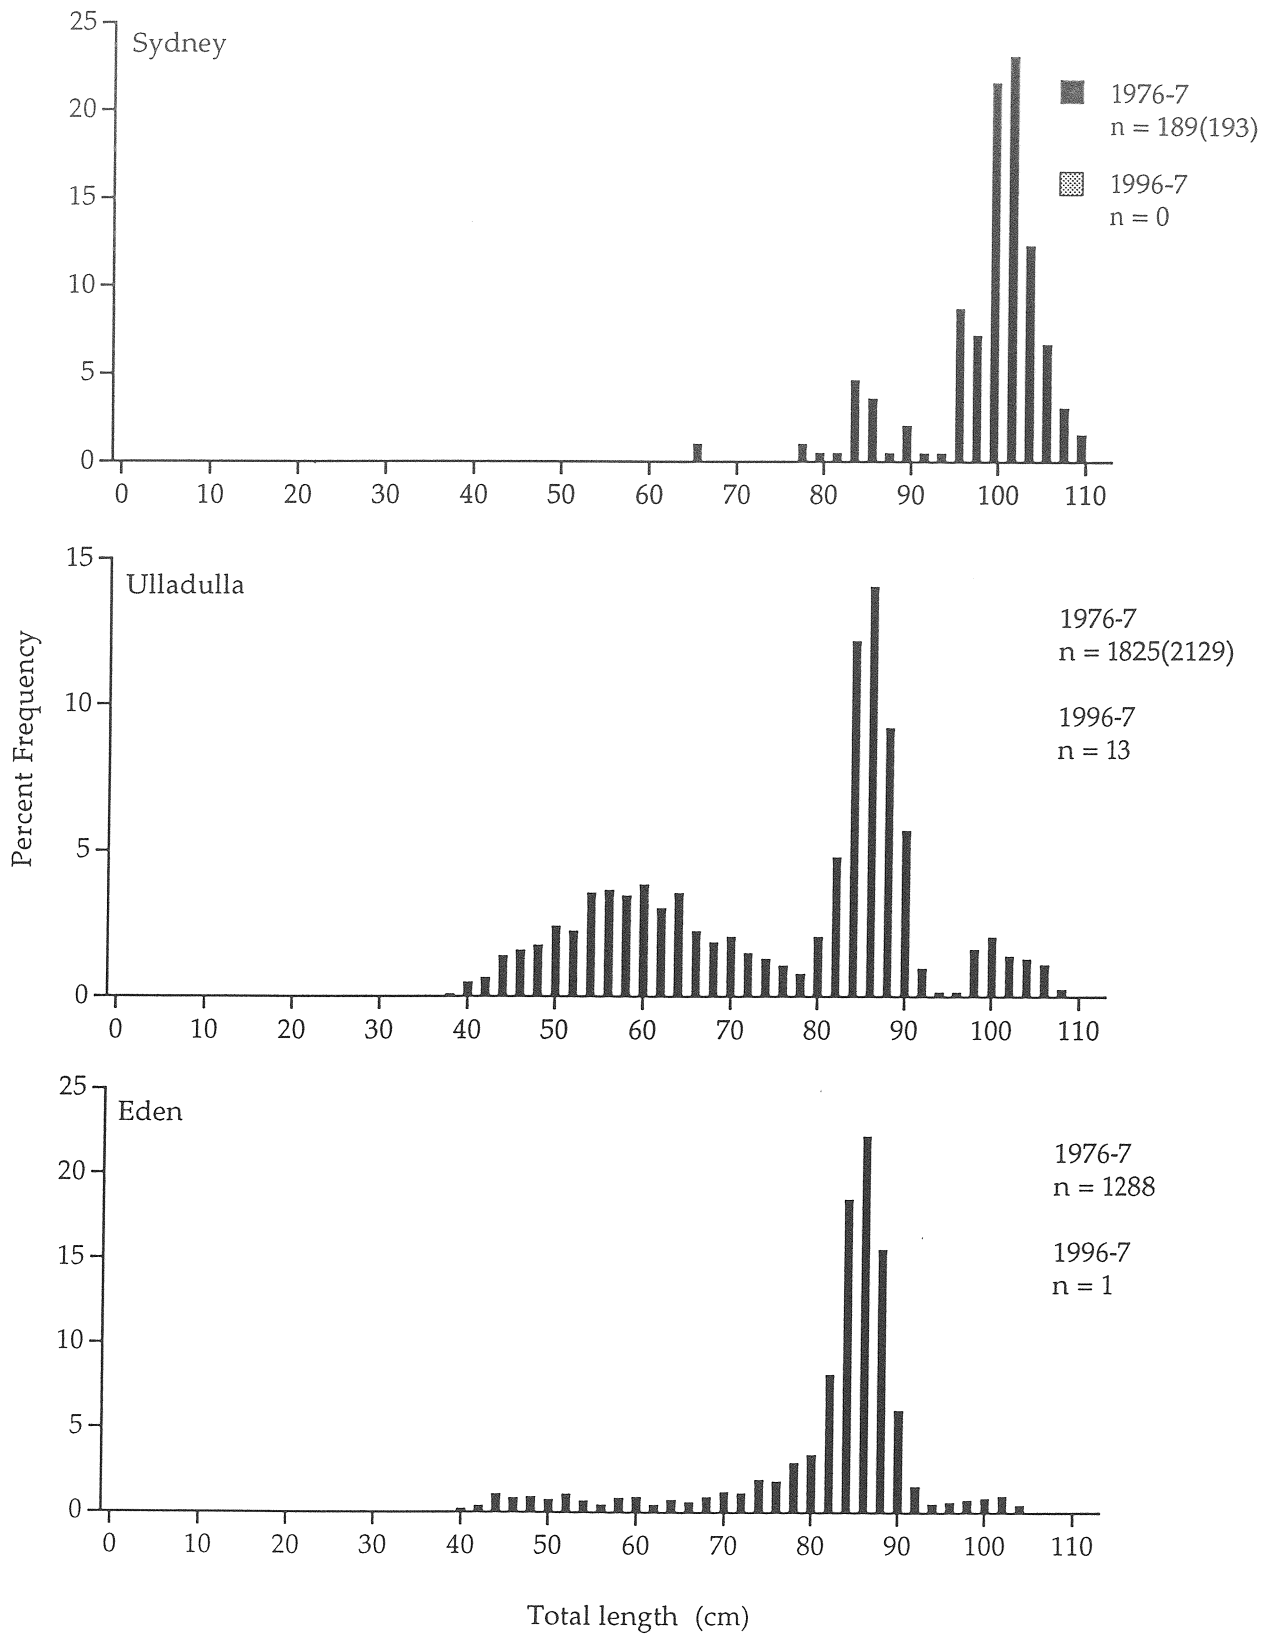 25
Sydney
20
15
10
5
0
1976-7
n = 189(193)
1996-7
n = 0
0 10 20 30 40 50 60 70 80 90 100 110
Percent Frequency
15
Ulladulla
10
5
0
1976-7
n = 1825(2129)
1996-7
n = 13
0 10 20 30 40 50 60 70 80 90 100 110
25
Eden
20
15
10
5
0
1976-7
n = 1288
1996-7
n = 1
0 10 20 30 40 50 60 70 80 90 100 110
Total length (cm)